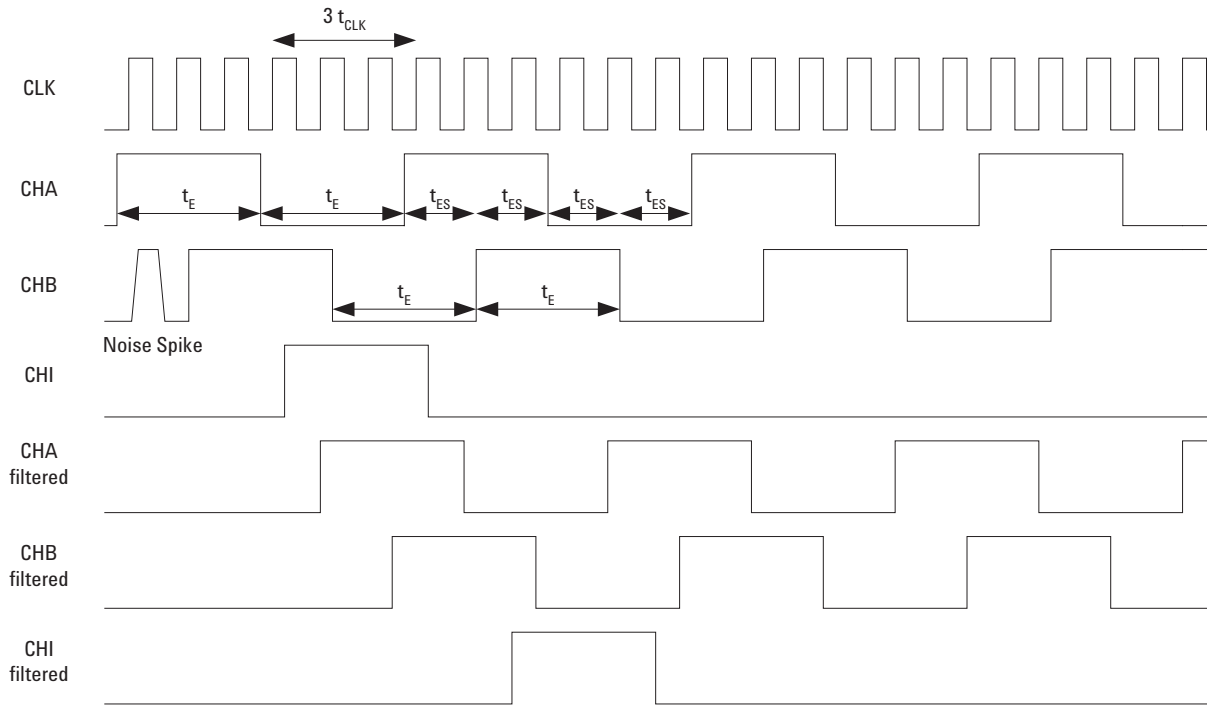 3 tCLK
CLK
CHA
tE
tE
tES
tES
tES
tES
CHB
tE
tE
Noise Spike
CHI
CHA
filtered
CHB
filtered
CHI
filtered